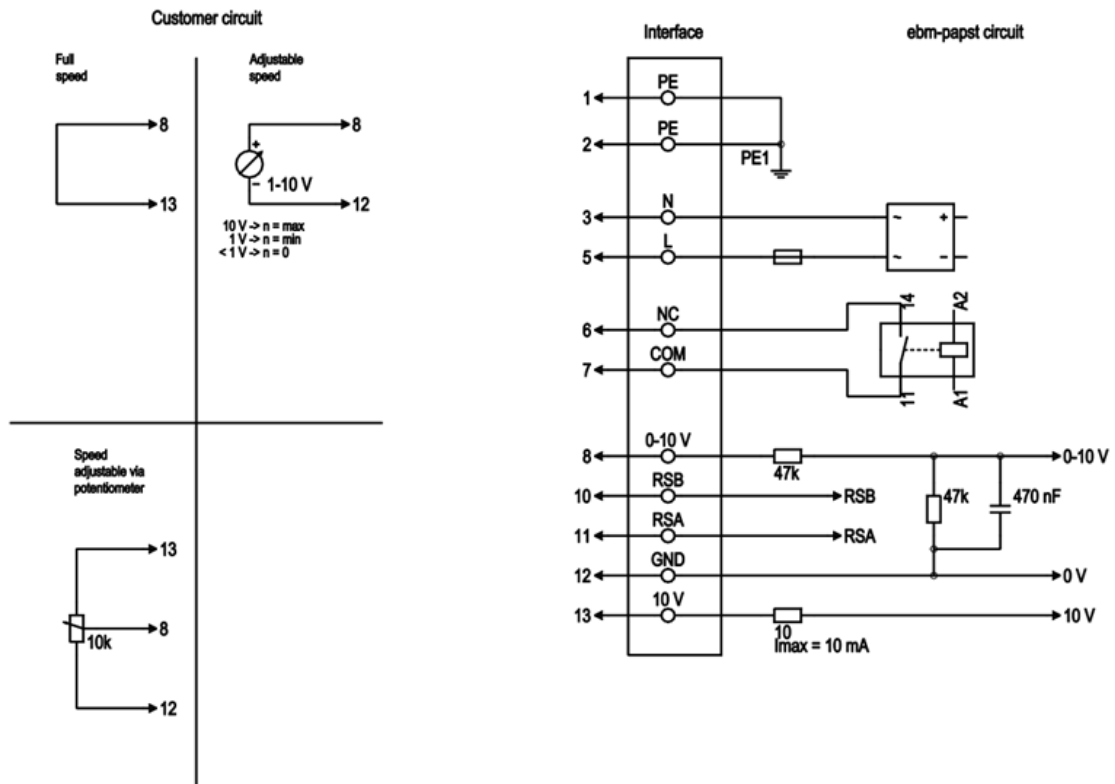 Customer circuit
Full
speed
8
13
Adjustable
speed
8
+
− 1-10 V
12
10 V -> n = max
1 V -> n = min
< 1 V -> n = 0
Speed
adjustable via
potentiometer
13
8
10k
12
Interface
ebm-papst circuit
1
PE
2
PE
PE1
3
N
~ +
5
L
~ −
6
NC
14
A2
7
COM
11
A1
8
0-10 V
47k
0-10 V
10
RSB
RSB
47k
470 nF
11
RSA
RSA
12
GND
0 V
13
10 V
10
Imax = 10 mA
10 V